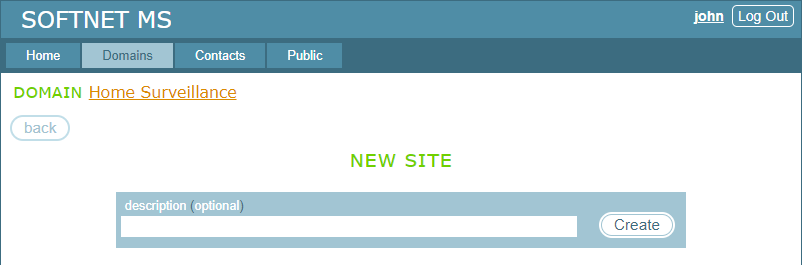 SOFTNET MS
john Log Out
Home Domains Contacts Public
DOMAIN Home Surveillance
back
NEW SITE
description (optional)
Create